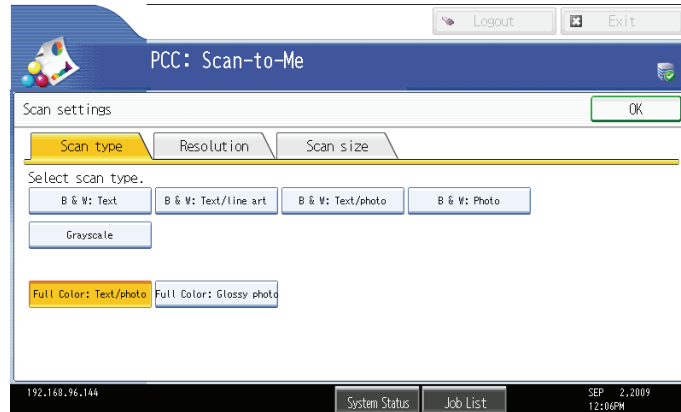 Logout Exit
PCC: Scan-to-Me
Scan settings OK
Scan type Resolution Scan size
Select scan type.
B & W: Text B & W: Text/line art B & W: Text/photo B & W: Photo
Grayscale
Full Color: Text/photo Full Color: Glossy photo
192.168.96.144 System Status Job List SEP 2,2009
12:06PM